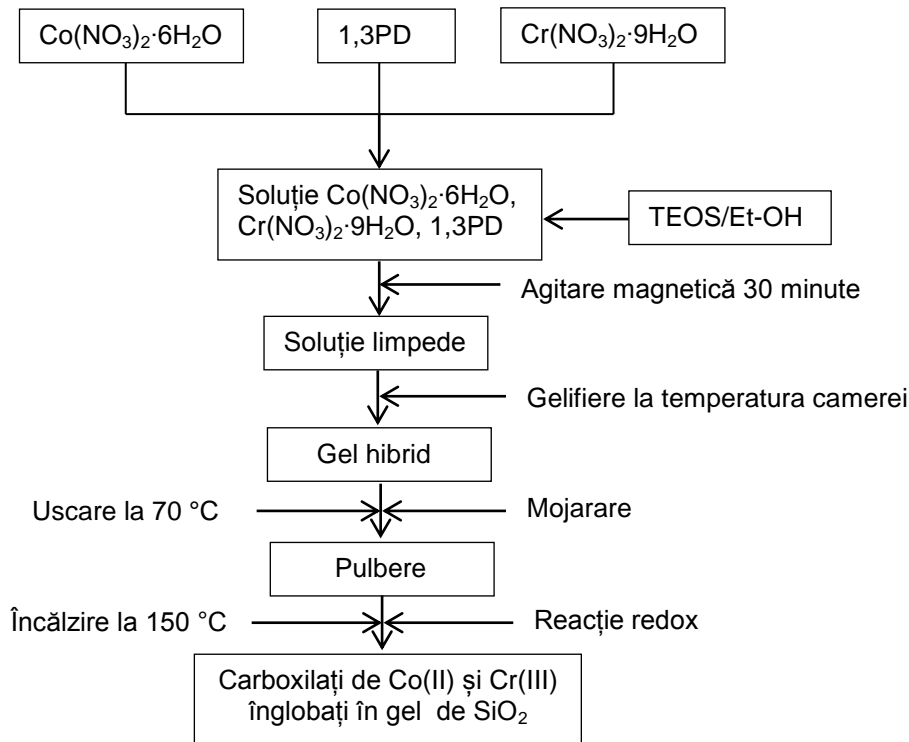 Co(NO₃)₂·6H₂O
1,3PD
Cr(NO₃)₂·9H₂O
Soluție Co(NO₃)₂·6H₂O,
Cr(NO₃)₂·9H₂O, 1,3PD
TEOS/Et-OH
Agitare magnetică 30 minute
Soluție limpede
Gelifiere la temperatura camerei
Gel hibrid
Uscare la 70 °C
Mojarare
Pulbere
Încălzire la 150 °C
Reacție redox
Carboxilați de Co(II) și Cr(III)
înglobați în gel de SiO₂